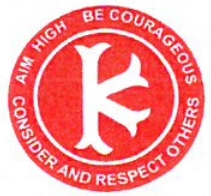 AIM HIGH BE COURAGEOUS
CONSIDER AND RESPECT OTHERS
K